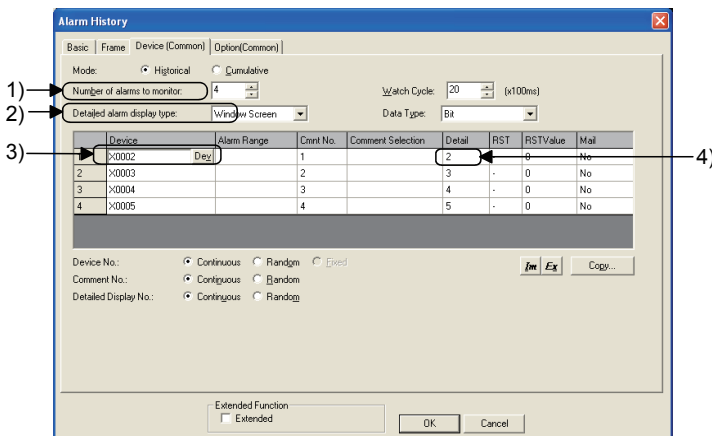 Alarm History
Basic Frame Device (Common) Option(Common)
Mode: Historical Cumulative
1) Number of alarms to monitor: 4 Watch Cycle: 20 (x100ms)
2) Detailed alarm display type: Window Screen Data Type: Bit
Device Alarm Range Cmnt No. Comment Selection Detail RST RSTValue Mail
3) 1 X0002 Dev 1 2 - 0 No 4)
2 X0003 2 3 - 0 No
3 X0004 3 4 - 0 No
4 X0005 4 5 - 0 No
Device No.: Continuous Random Fixed Im Ex Copy...
Comment No.: Continuous Random
Detailed Display No.: Continuous Random
Extended Function
Extended
OK Cancel